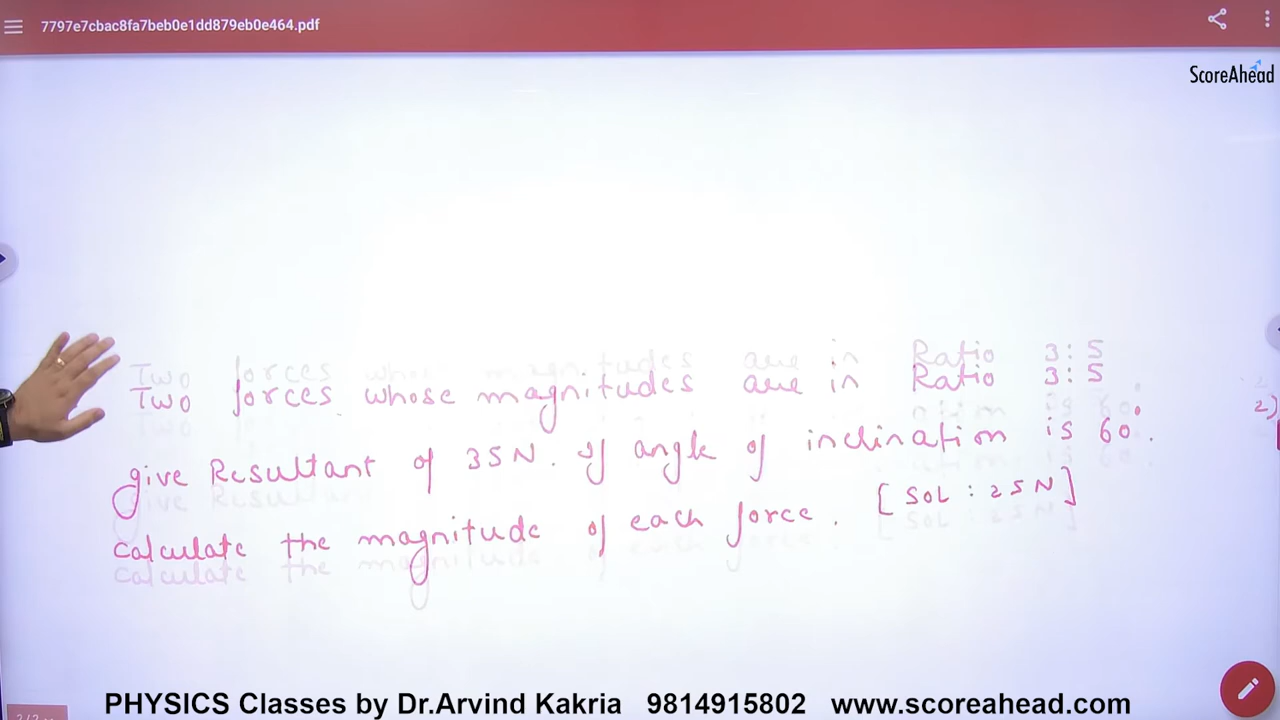 7797e7cbac8fa7beb0e1dd879eb0e464.pdf
ScoreAhead
Two forces whose magnitudes are in Ratio 3:5
give Resultant of 35N. If angle of inclination is 60°.
calculate the magnitude of each force. [SOL : 25N]
2)
PHYSICS Classes by Dr.Arvind Kakria 9814915802 www.scoreahead.com